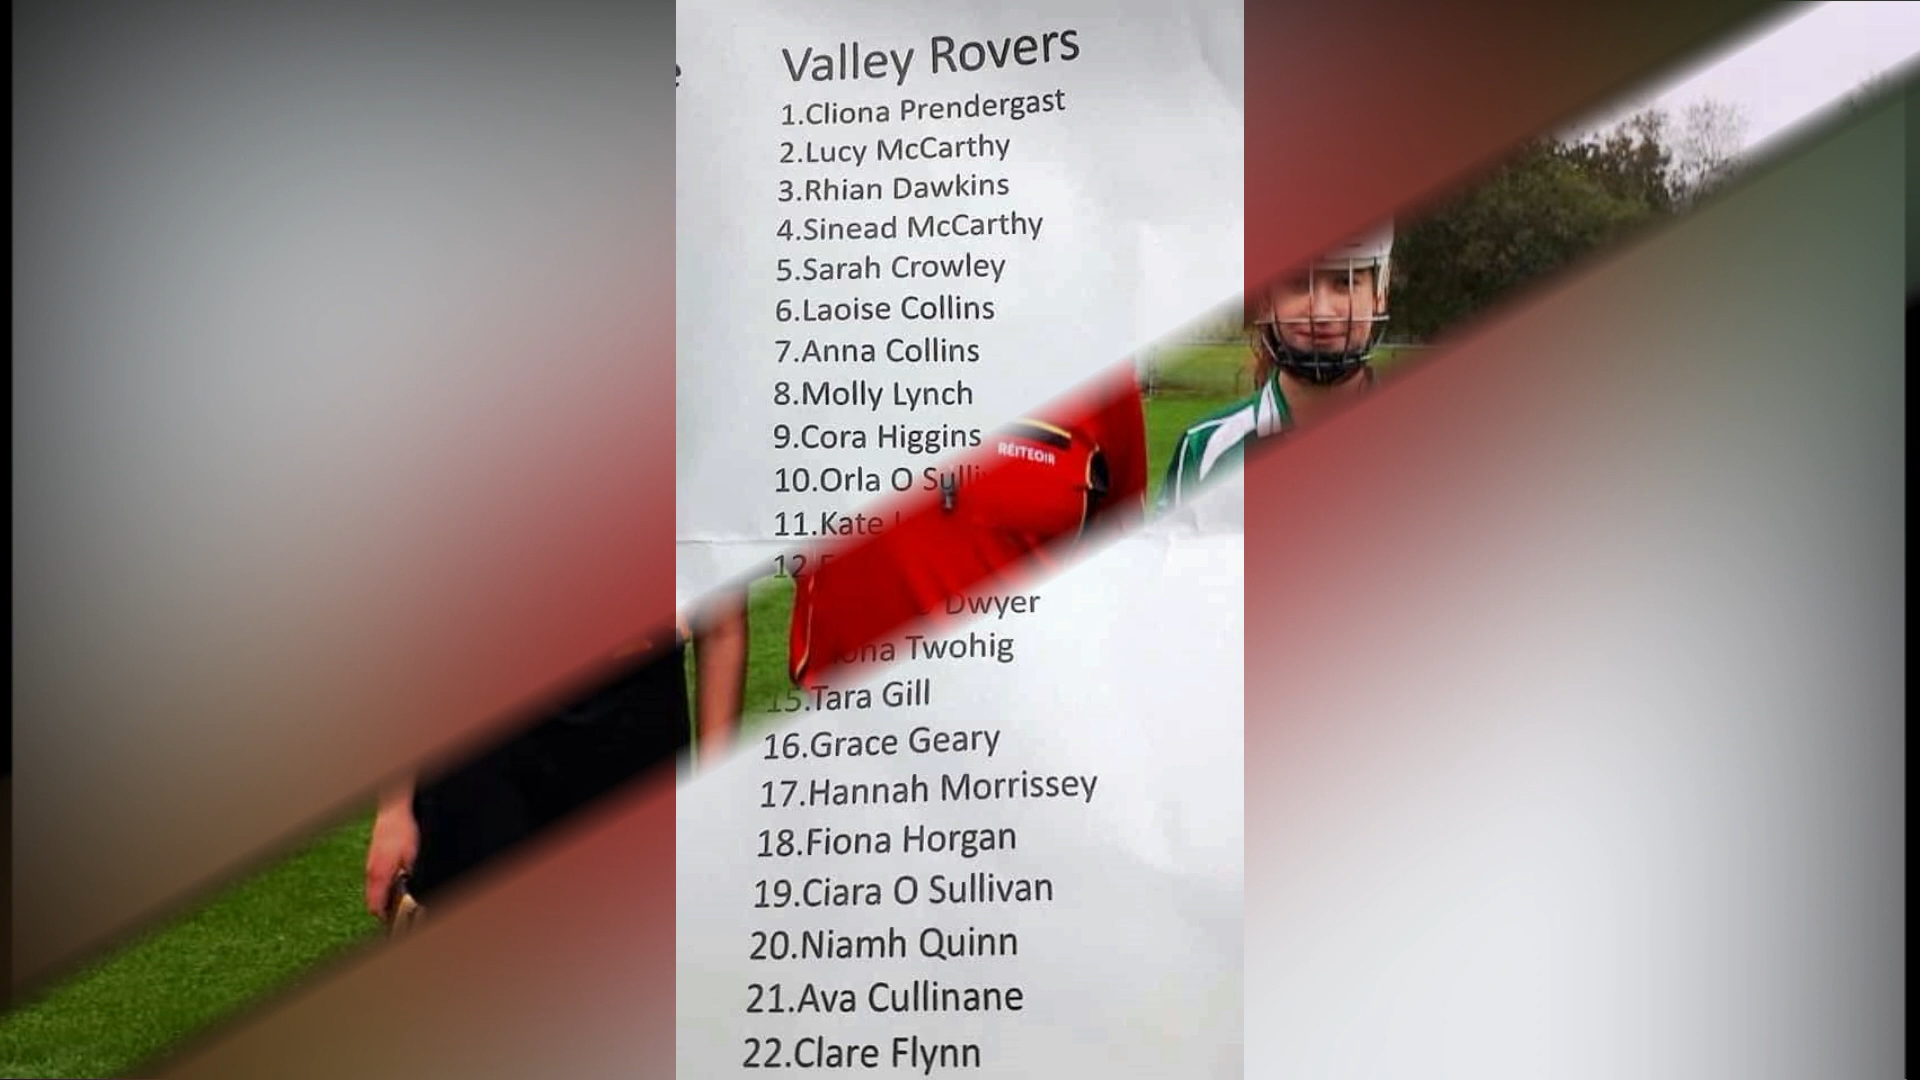 Valley Rovers
1.Cliona Prendergast
2.Lucy McCarthy
3.Rhian Dawkins
4.Sinead McCarthy
5.Sarah Crowley
6.Laoise Collins
7.Anna Collins
8.Molly Lynch
9.Cora Higgins
RÉITEOIR
10.Orla O
11.Kate
12
Dwyer
Twohig
15.Tara Gill
16.Grace Geary
17.Hannah Morrissey
18.Fiona Horgan
19.Ciara O Sullivan
20.Niamh Quinn
21.Ava Cullinane
22.Clare Flynn